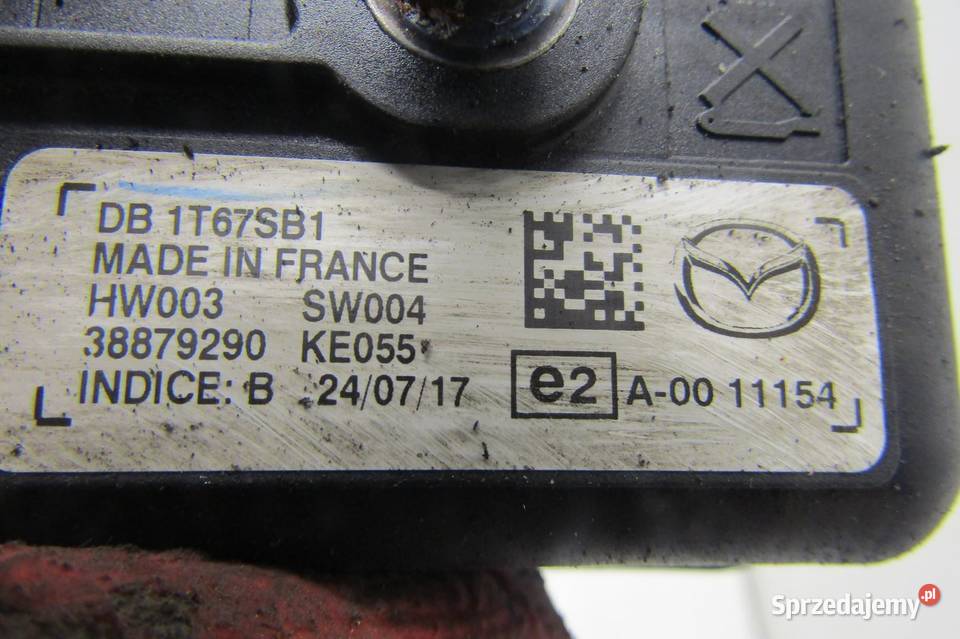 DB 1T67SB1
MADE IN FRANCE
HW003 SW004
38879290 KE055
INDICE: B 24/07/17 e2 A-00 11154
Sprzedajemy.pl